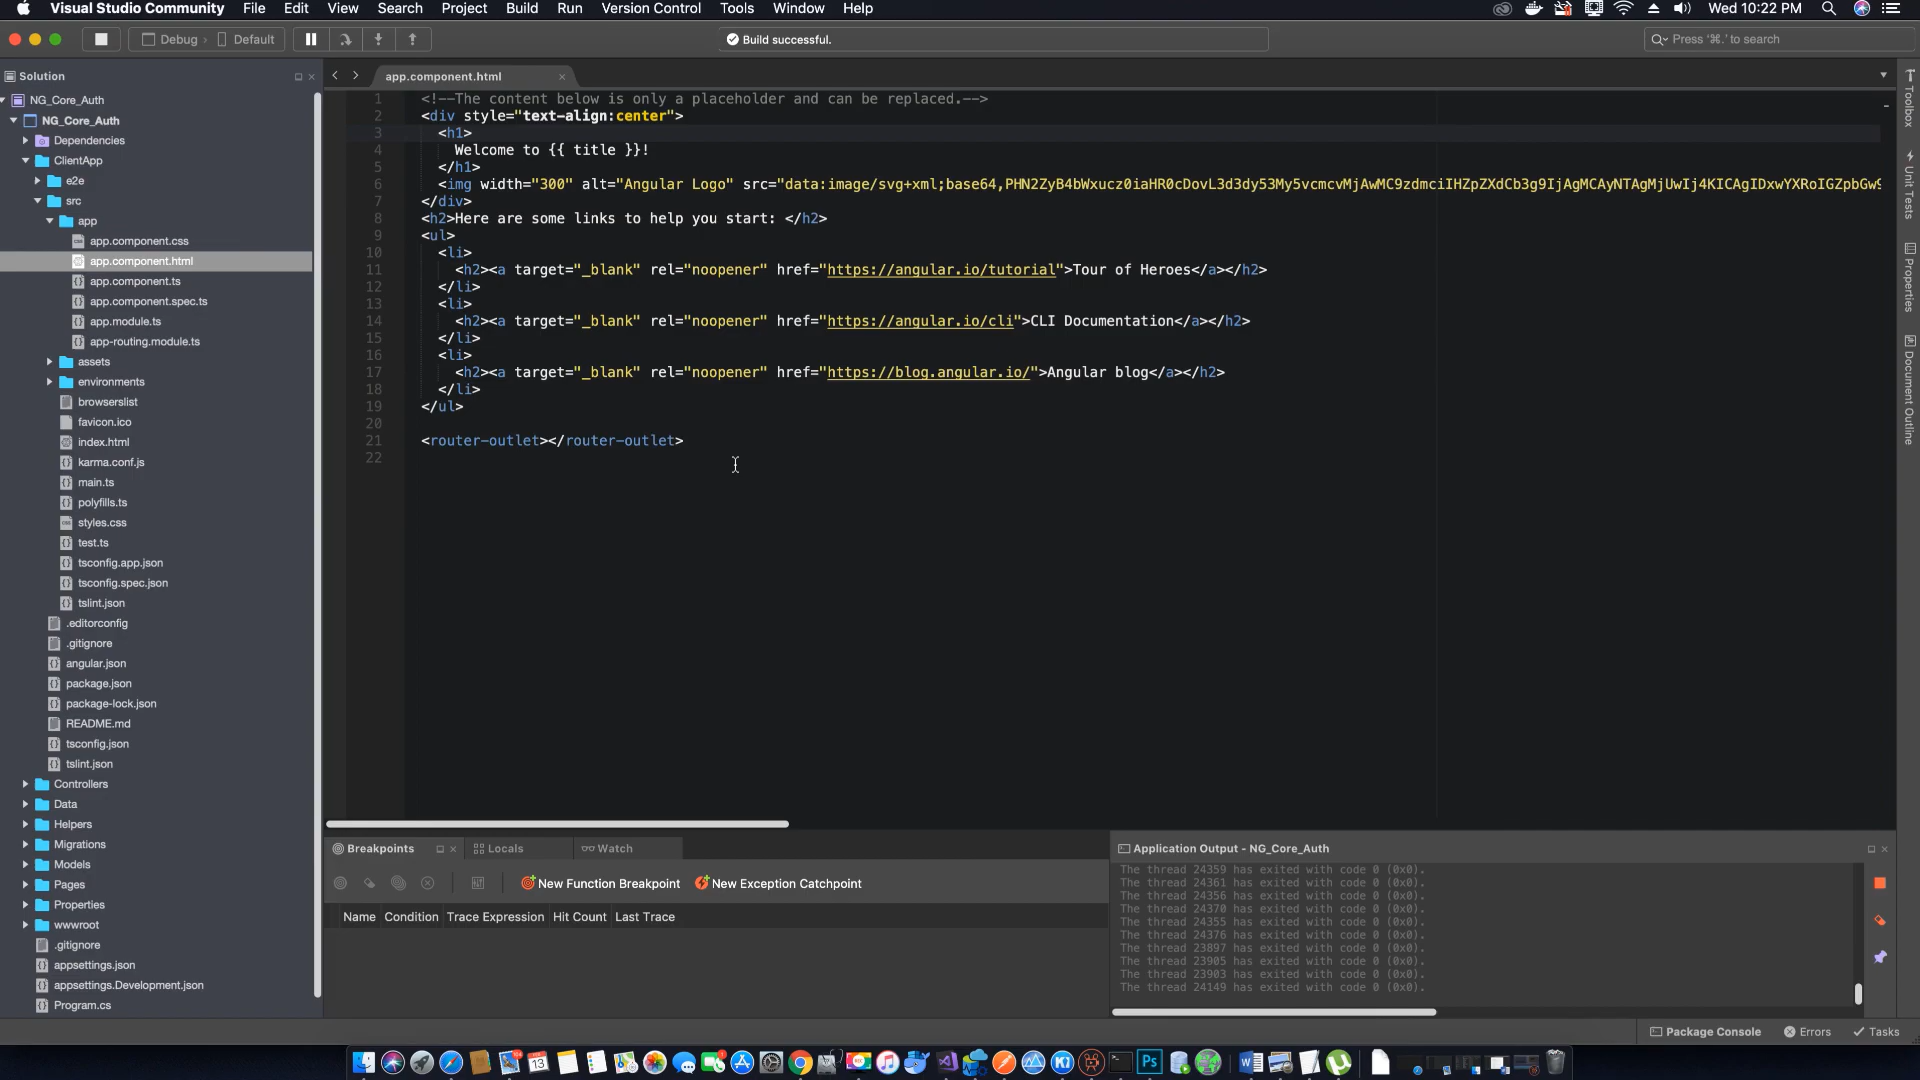 Visual Studio Community File Edit View Search Project Build Run Version Control Tools Window Help Wed 10:22 PM
Debug Default Build successful. Press '⌘.' to search
Solution
NG_Core_Auth
NG_Core_Auth
Dependencies
ClientApp
e2e
src
app
app.component.css
app.component.html
app.component.ts
app.component.spec.ts
app.module.ts
app-routing.module.ts
assets
environments
browserslist
favicon.ico
index.html
karma.conf.js
main.ts
polyfills.ts
styles.css
test.ts
tsconfig.app.json
tsconfig.spec.json
tslint.json
.editorconfig
.gitignore
angular.json
package.json
package-lock.json
README.md
tsconfig.json
tslint.json
Controllers
Data
Helpers
Migrations
Models
Pages
Properties
wwwroot
.gitignore
appsettings.json
appsettings.Development.json
Program.cs
app.component.html
1 <!--The content below is only a placeholder and can be replaced.-->
2 <div style="text-align:center">
3 <h1>
4 Welcome to {{ title }}!
5 </h1>
6 <img width="300" alt="Angular Logo" src="data:image/svg+xml;base64,
7 </div>
8 <h2>Here are some links to help you start: </h2>
9 <ul>
10 <li>
11 <h2><a target="_blank" rel="noopener" href="https://angular.io/tutorial">Tour of Heroes</a></h2>
12 </li>
13 <li>
14 <h2><a target="_blank" rel="noopener" href="https://angular.io/cli">CLI Documentation</a></h2>
15 </li>
16 <li>
17 <h2><a target="_blank" rel="noopener" href="https://blog.angular.io/">Angular blog</a></h2>
18 </li>
19 </ul>
20
21 <router-outlet></router-outlet>
22
Toolbox
Unit Tests
Properties
Document Outline
Breakpoints Locals Watch
New Function Breakpoint New Exception Catchpoint
Name Condition Trace Expression Hit Count Last Trace
Application Output - NG_Core_Auth
The thread 24359 has exited with code 0 (0x0).
The thread 24361 has exited with code 0 (0x0).
The thread 24356 has exited with code 0 (0x0).
The thread 24370 has exited with code 0 (0x0).
The thread 24355 has exited with code 0 (0x0).
The thread 24376 has exited with code 0 (0x0).
The thread 23897 has exited with code 0 (0x0).
The thread 23905 has exited with code 0 (0x0).
The thread 23903 has exited with code 0 (0x0).
The thread 24149 has exited with code 0 (0x0).
Package Console Errors Tasks
13
Ps